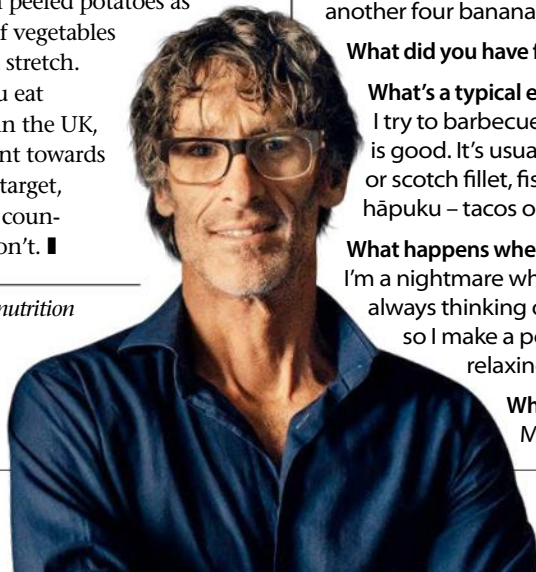 peeled potatoes as
f vegetables
stretch.
u eat
in the UK,
nt towards
target,
coun-
on't. ▮
nutrition
another four banana
What did you have f
What's a typical e
I try to barbecue
is good. It's usua
or scotch fillet, fis
hāpuku – tacos o
What happens whe
I'm a nightmare wh
always thinking o
so I make a po
relaxing
Wh
M